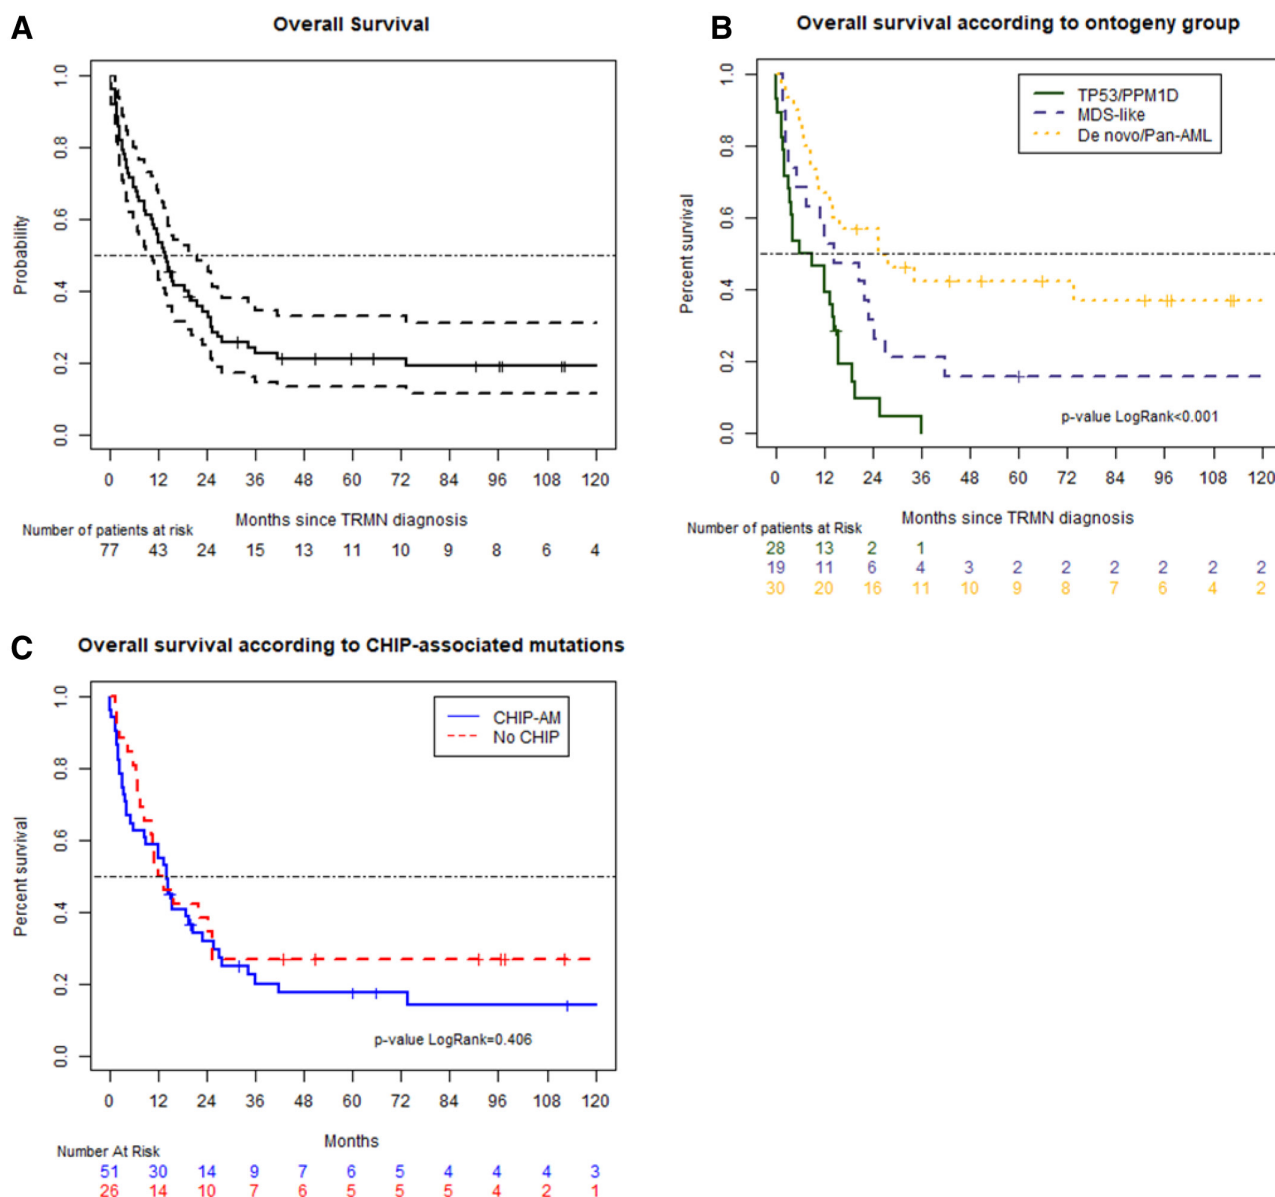 A
Overall Survival
Probability
1.0
0.8
0.6
0.4
0.2
0.0
0 12 24 36 48 60 72 84 96 108 120
Months since TRMN diagnosis
Number of patients at risk
77 43 24 15 13 11 10 9 8 6 4
B
Overall survival according to ontogeny group
Percent survival
1.0
0.8
0.6
0.4
0.2
0.0
TP53/PPM1D
MDS-like
De novo/Pan-AML
p-value LogRank<0.001
0 12 24 36 48 60 72 84 96 108 120
Months since TRMN diagnosis
Number of patients at Risk
28 13 2 1
19 11 6 4 3 2 2 2 2 2 2
30 20 16 11 10 9 8 7 6 4 2
C
Overall survival according to CHIP-associated mutations
Percent survival
1.0
0.8
0.6
0.4
0.2
0.0
CHIP-AM
No CHIP
p-value LogRank=0.406
0 12 24 36 48 60 72 84 96 108 120
Months
Number At Risk
51 30 14 9 7 6 5 4 4 4 3
26 14 10 7 6 5 5 5 4 2 1